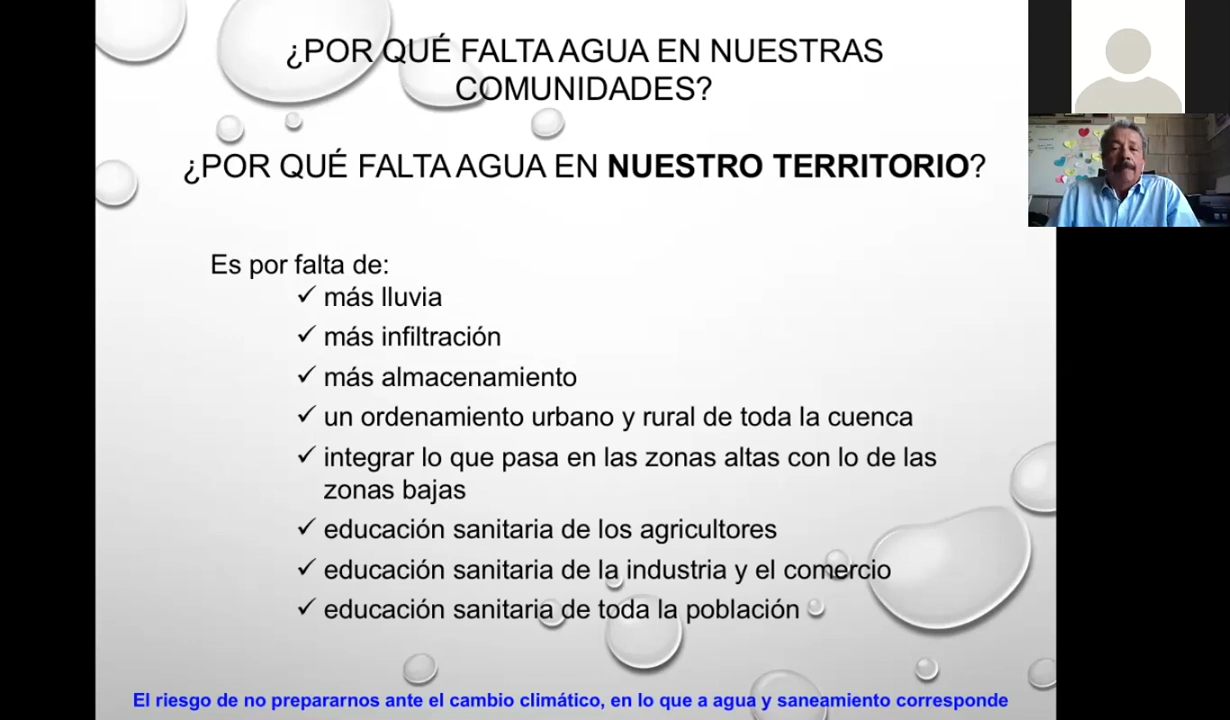 ¿POR QUÉ FALTA AGUA EN NUESTRAS
COMUNIDADES?
¿POR QUÉ FALTA AGUA EN NUESTRO TERRITORIO?
Es por falta de:
✓ más lluvia
✓ más infiltración
✓ más almacenamiento
✓ un ordenamiento urbano y rural de toda la cuenca
✓ integrar lo que pasa en las zonas altas con lo de las
zonas bajas
✓ educación sanitaria de los agricultores
✓ educación sanitaria de la industria y el comercio
✓ educación sanitaria de toda la población
El riesgo de no prepararnos ante el cambio climático, en lo que a agua y saneamiento corresponde